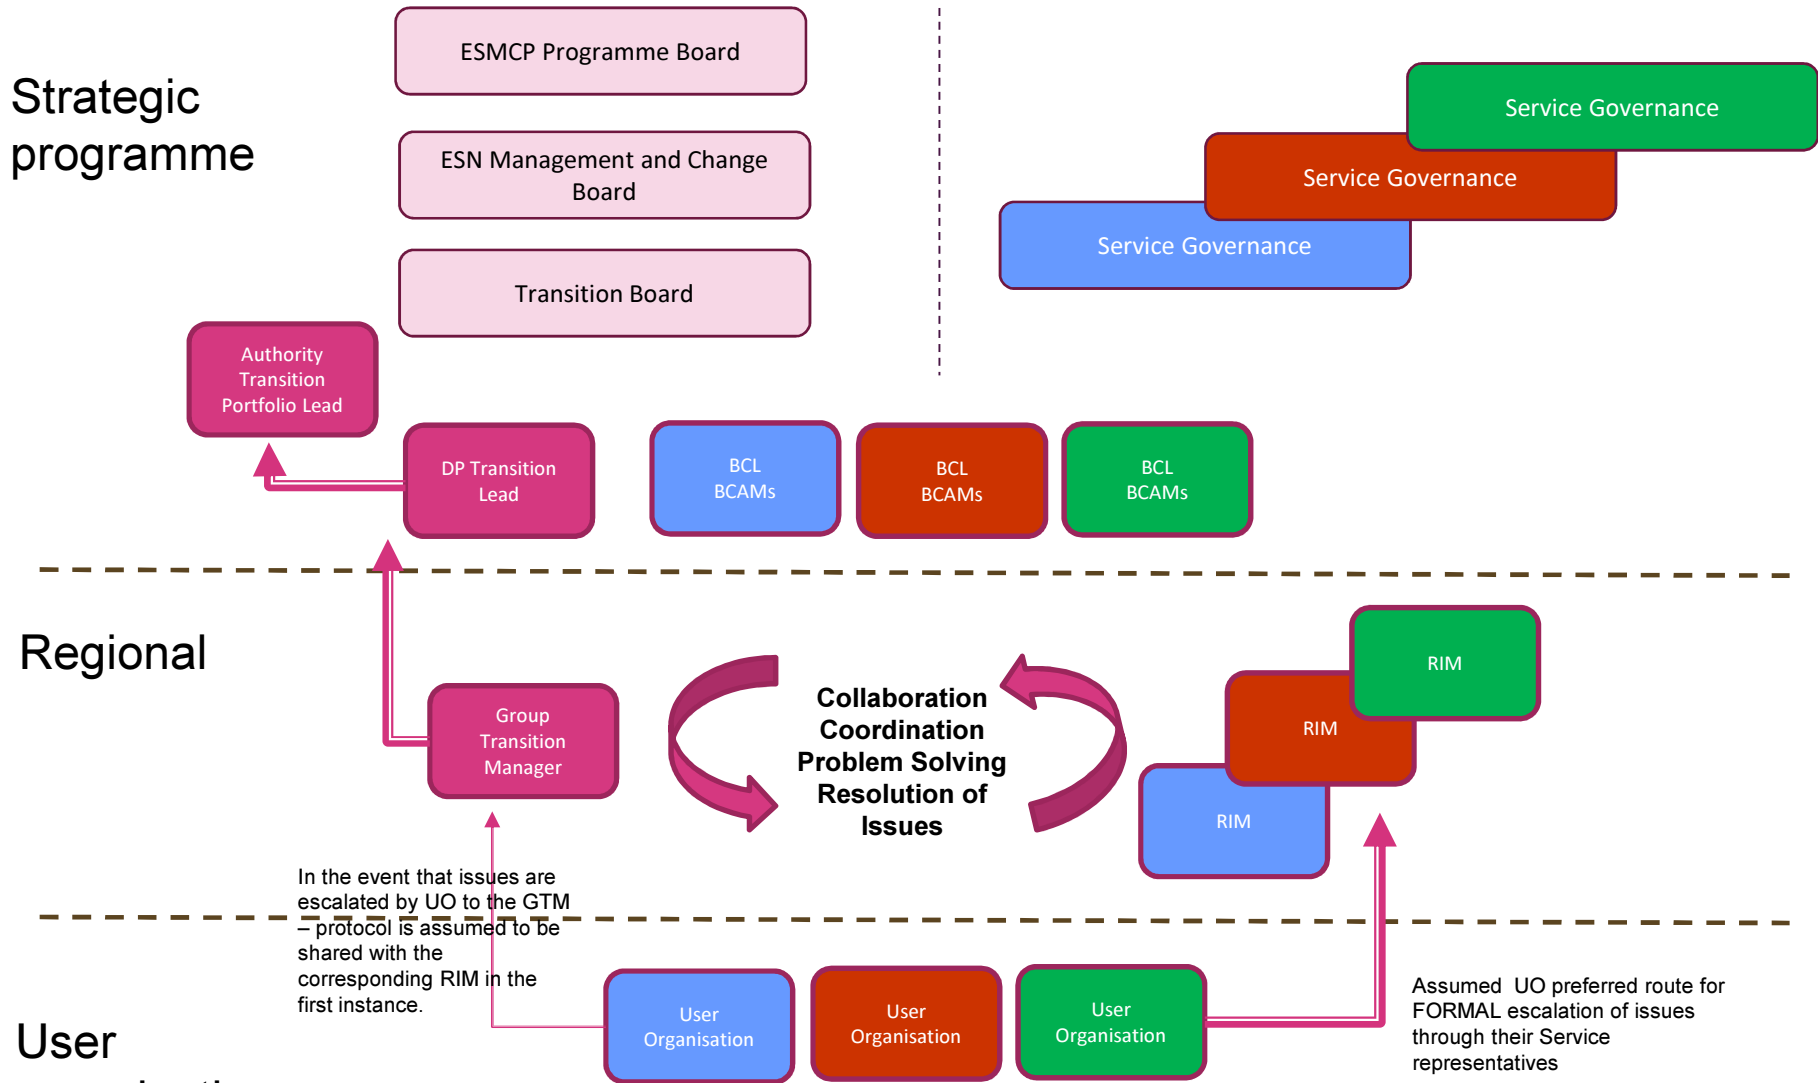 Strategic
programme
ESMCP Programme Board
ESN Management and Change
Board
Transition Board
Service Governance
Service Governance
Service Governance
Authority
Transition
Portfolio Lead
DP Transition
Lead
BCL
BCAMs
BCL
BCAMs
BCL
BCAMs
Regional
Group
Transition
Manager
Collaboration
Coordination
Problem Solving
Resolution of
Issues
RIM
RIM
RIM
In the event that issues are
escalated by UO to the GTM
– protocol is assumed to be
shared with the
corresponding RIM in the
first instance.
User
User
Organisation
User
Organisation
User
Organisation
Assumed  UO preferred route for
FORMAL escalation of issues
through their Service
representatives